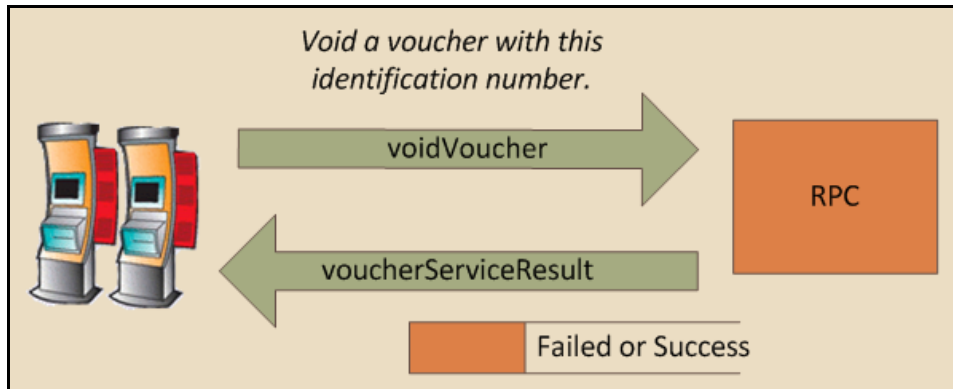 Void a voucher with this
identification number.
voidVoucher
RPC
voucherServiceResult
Failed or Success